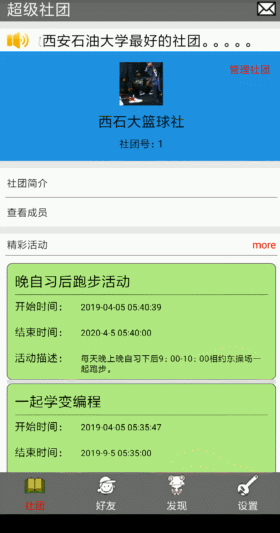 超级社团
西安石油大学最好的社团。。。。。
管理社团
西石大篮球社
社团号：1
社团简介
查看成员
精彩活动 more
晚自习后跑步活动
开始时间： 2019-04-05 05:40:39
结束时间： 2020-4-5 05:40:00
活动描述： 每天晚上晚自习下后9：00-10：00相约东操场一
起跑步。
一起学变编程
开始时间： 2019-04-05 05:35:47
结束时间： 2019-9-5 05:35:00
社团 好友 发现 设置